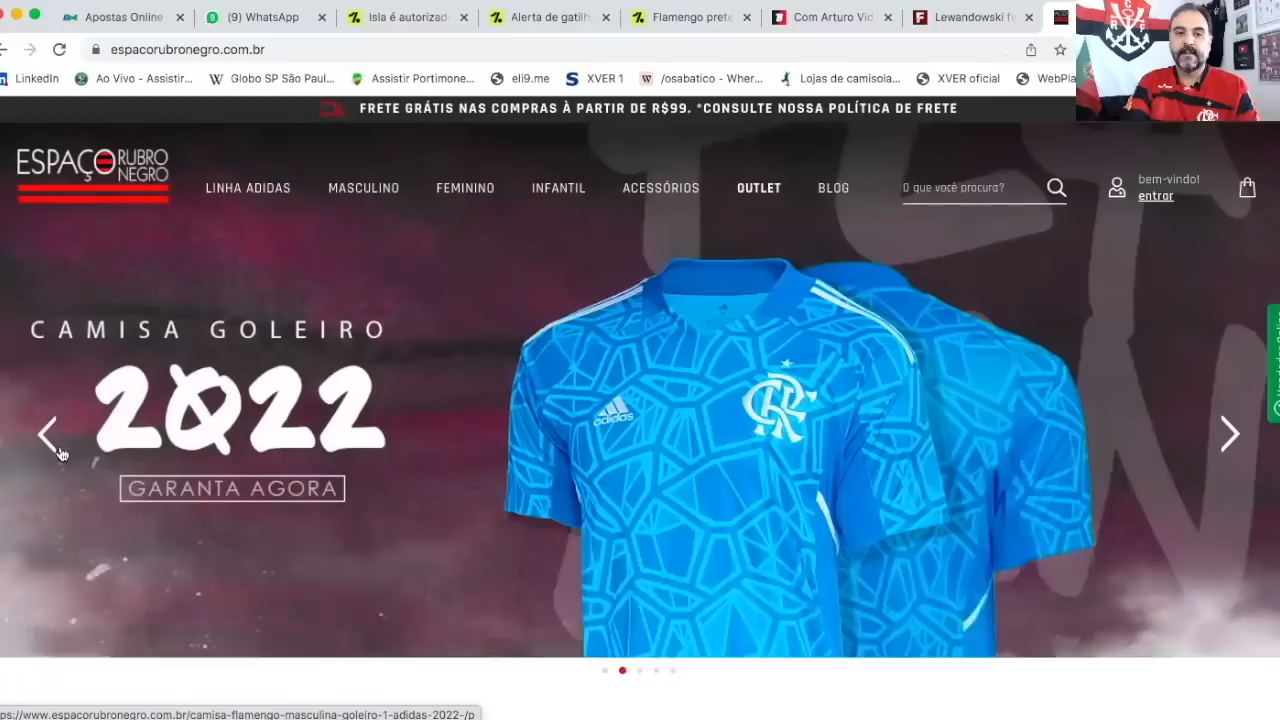 Apostas Online
(9) WhatsApp
Isla é autorizad
Alerta de gatilh
Flamengo prete
Com Arturo Vid
Lewandowski fi
espacorubronegro.com.br
LinkedIn
Ao Vivo - Assistir...
Globo SP São Paul...
Assistir Portimone...
eli9.me
XVER 1
/osabatico - Wher...
Lojas de camisola...
XVER oficial
WebPla
FRETE GRÁTIS NAS COMPRAS À PARTIR DE R$99. *CONSULTE NOSSA POLÍTICA DE FRETE
ESPAÇO RUBRO NEGRO
LINHA ADIDAS
MASCULINO
FEMININO
INFANTIL
ACESSÓRIOS
OUTLET
BLOG
O que você procura?
bem-vindo!
entrar
CAMISA GOLEIRO
2022
GARANTA AGORA
adidas
CRF
ps://www.espacorubronegro.com.br/camisa-flamengo-masculina-goleiro-1-adidas-2022-/p